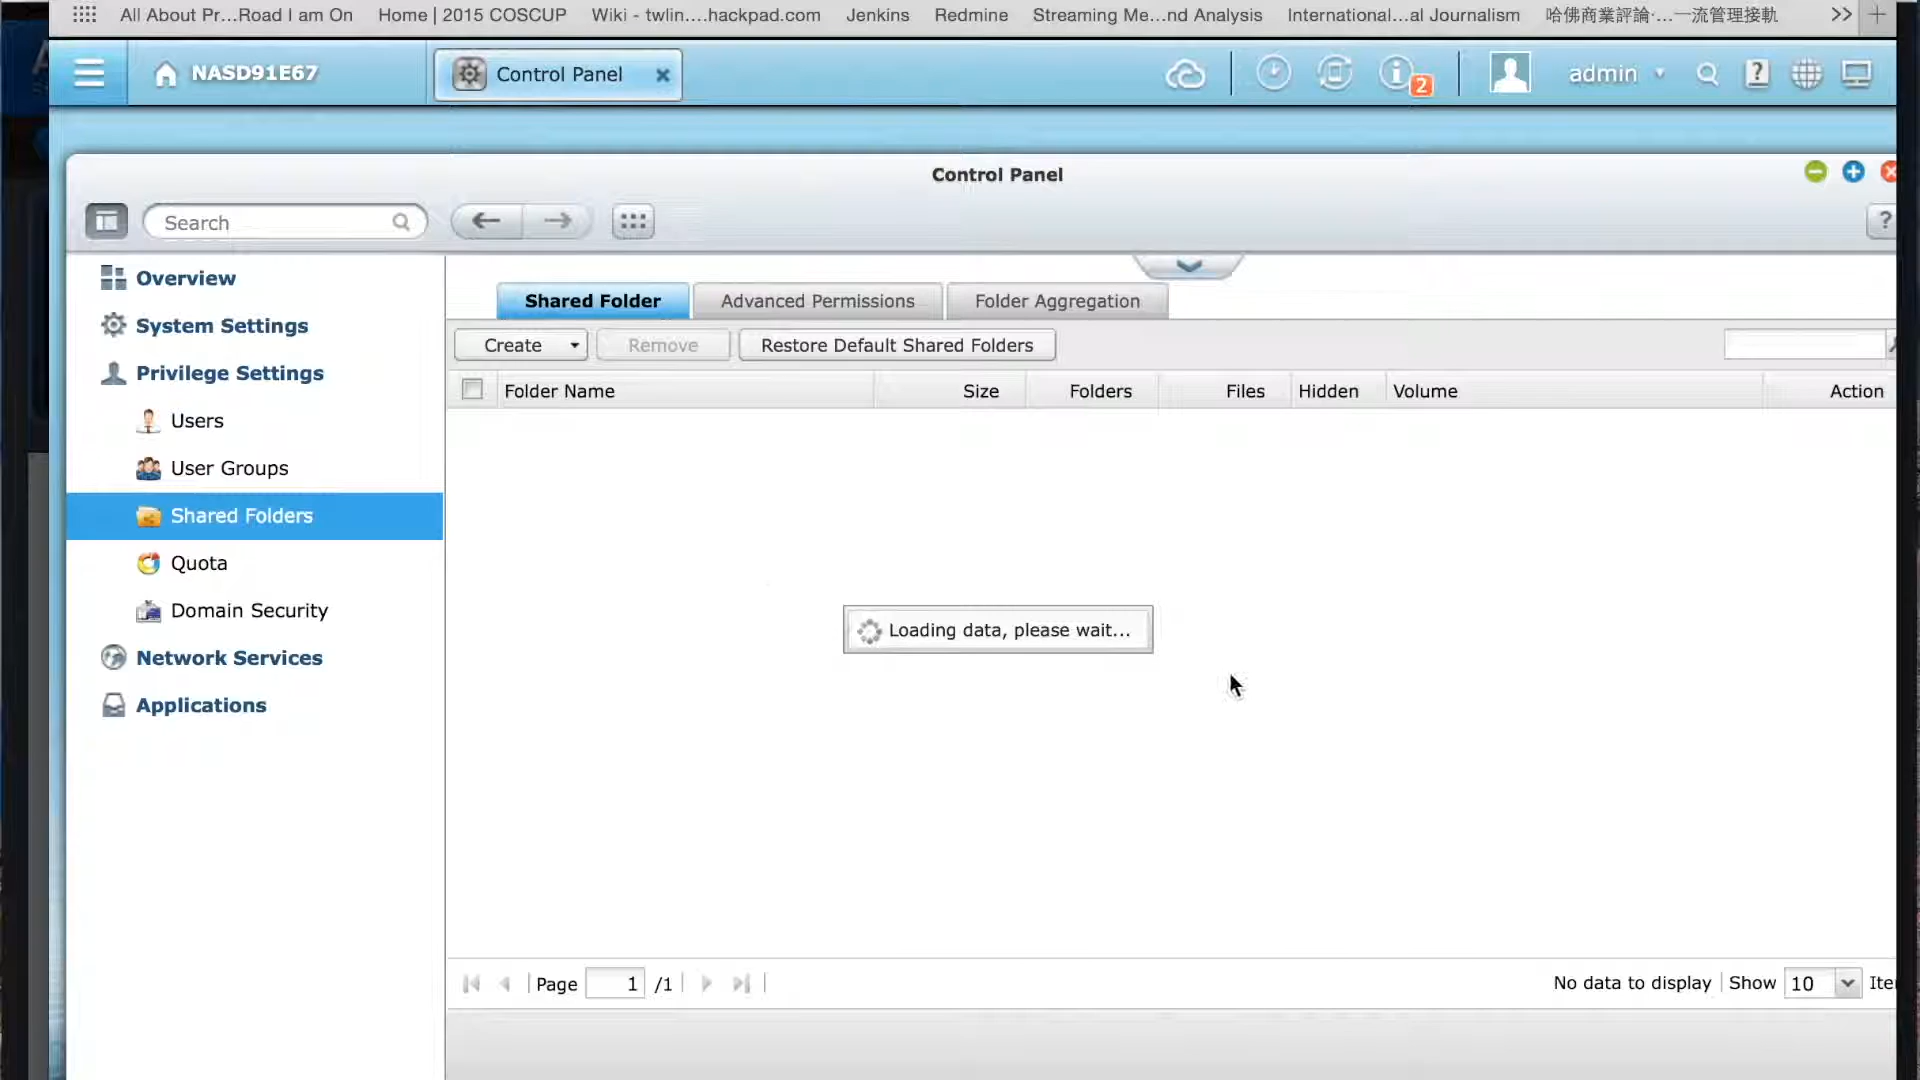 All About Pr...Road I am On Home | 2015 COSCUP Wiki - twlin....hackpad.com Jenkins Redmine Streaming Me...nd Analysis International...al Journalism 哈佛商業評論·...一流管理接軌 >> +
NASD91E67 Control Panel × 2 admin ?
Control Panel
Search ?
Overview
System Settings
Privilege Settings
Users
User Groups
Shared Folders
Quota
Domain Security
Network Services
Applications
Shared Folder Advanced Permissions Folder Aggregation
Create Remove Restore Default Shared Folders
Folder Name Size Folders Files Hidden Volume Action
Loading data, please wait...
Page 1 /1 No data to display Show 10